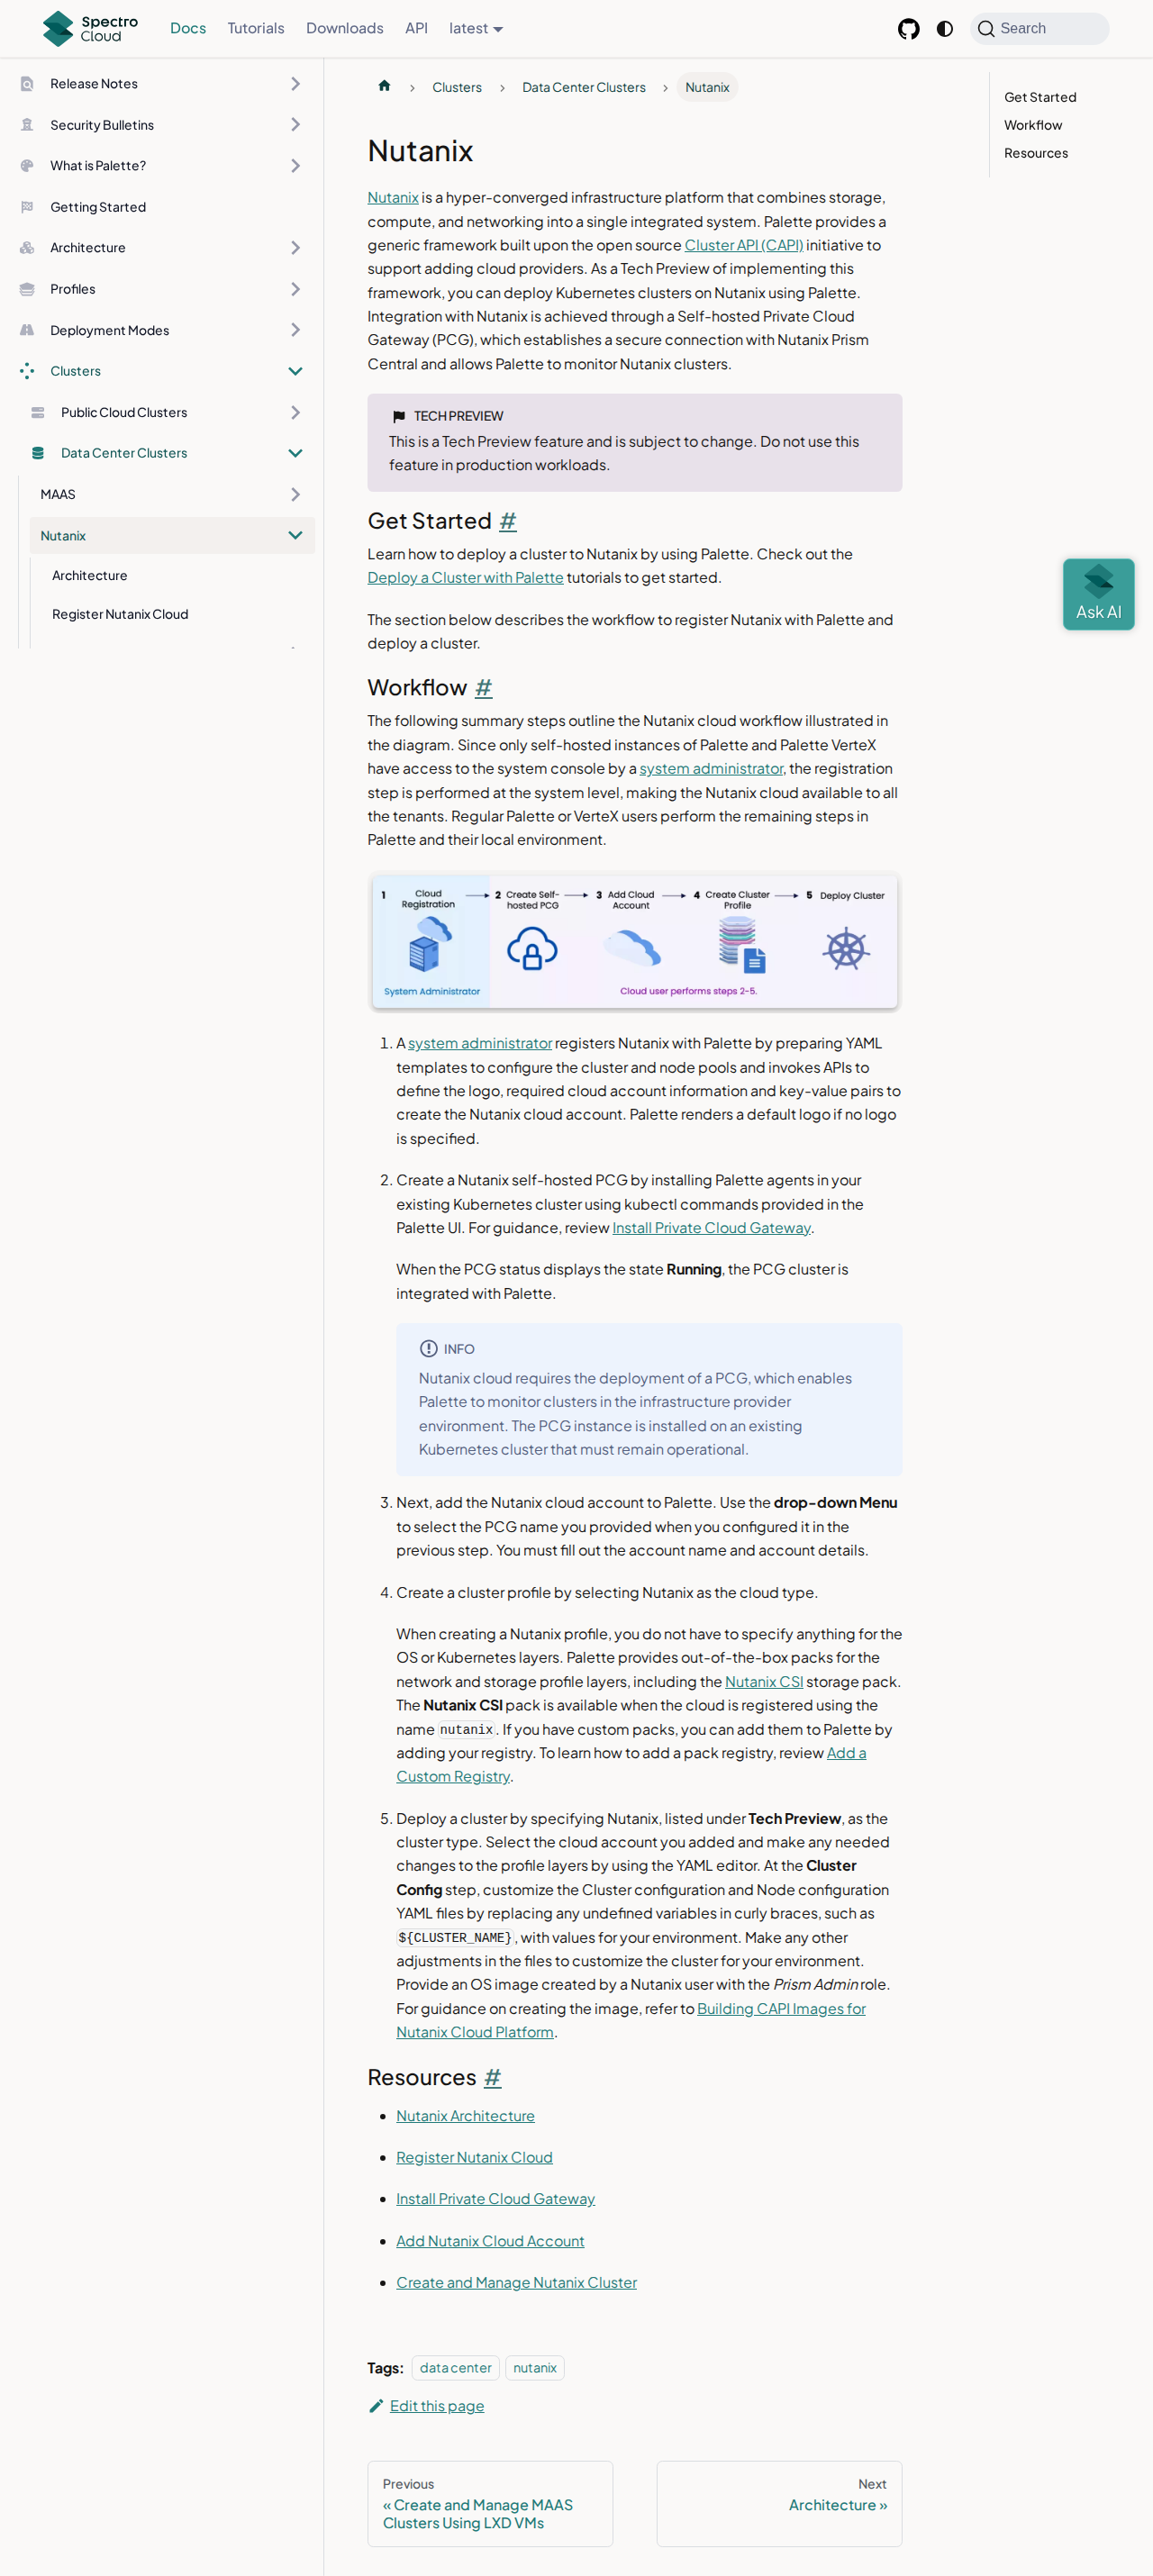 Spectro Cloud
Docs
Tutorials
Downloads
API
latest
Search
Release Notes
Security Bulletins
What is Palette?
Getting Started
Architecture
Profiles
Deployment Modes
Clusters
Public Cloud Clusters
Data Center Clusters
MAAS
Nutanix
Architecture
Register Nutanix Cloud
Clusters
Data Center Clusters
Nutanix
Nutanix
Nutanix is a hyper-converged infrastructure platform that combines storage,
compute, and networking into a single integrated system. Palette provides a
generic framework built upon the open source Cluster API (CAPI) initiative to
support adding cloud providers. As a Tech Preview of implementing this
framework, you can deploy Kubernetes clusters on Nutanix using Palette.
Integration with Nutanix is achieved through a Self-hosted Private Cloud
Gateway (PCG), which establishes a secure connection with Nutanix Prism
Central and allows Palette to monitor Nutanix clusters.
TECH PREVIEW
This is a Tech Preview feature and is subject to change. Do not use this
feature in production workloads.
Get Started #
Learn how to deploy a cluster to Nutanix by using Palette. Check out the
Deploy a Cluster with Palette tutorials to get started.
The section below describes the workflow to register Nutanix with Palette and
deploy a cluster.
Workflow #
The following summary steps outline the Nutanix cloud workflow illustrated in
the diagram. Since only self-hosted instances of Palette and Palette VerteX
have access to the system console by a system administrator, the registration
step is performed at the system level, making the Nutanix cloud available to all
the tenants. Regular Palette or VerteX users perform the remaining steps in
Palette and their local environment.
1 Cloud Registration
2 Create Self-hosted PCG
3 Add Cloud Account
4 Create Cluster Profile
5 Deploy Cluster
System Administrator
Cloud user performs steps 2-5.
1. A system administrator registers Nutanix with Palette by preparing YAML
templates to configure the cluster and node pools and invokes APIs to
define the logo, required cloud account information and key-value pairs to
create the Nutanix cloud account. Palette renders a default logo if no logo
is specified.
2. Create a Nutanix self-hosted PCG by installing Palette agents in your
existing Kubernetes cluster using kubectl commands provided in the
Palette UI. For guidance, review Install Private Cloud Gateway.
When the PCG status displays the state Running, the PCG cluster is
integrated with Palette.
INFO
Nutanix cloud requires the deployment of a PCG, which enables
Palette to monitor clusters in the infrastructure provider
environment. The PCG instance is installed on an existing
Kubernetes cluster that must remain operational.
3. Next, add the Nutanix cloud account to Palette. Use the drop-down Menu
to select the PCG name you provided when you configured it in the
previous step. You must fill out the account name and account details.
4. Create a cluster profile by selecting Nutanix as the cloud type.
When creating a Nutanix profile, you do not have to specify anything for the
OS or Kubernetes layers. Palette provides out-of-the-box packs for the
network and storage profile layers, including the Nutanix CSI storage pack.
The Nutanix CSI pack is available when the cloud is registered using the
name nutanix. If you have custom packs, you can add them to Palette by
adding your registry. To learn how to add a pack registry, review Add a
Custom Registry.
5. Deploy a cluster by specifying Nutanix, listed under Tech Preview, as the
cluster type. Select the cloud account you added and make any needed
changes to the profile layers by using the YAML editor. At the Cluster
Config step, customize the Cluster configuration and Node configuration
YAML files by replacing any undefined variables in curly braces, such as
${CLUSTER_NAME}, with values for your environment. Make any other
adjustments in the files to customize the cluster for your environment.
Provide an OS image created by a Nutanix user with the Prism Admin role.
For guidance on creating the image, refer to Building CAPI Images for
Nutanix Cloud Platform.
Resources #
Nutanix Architecture
Register Nutanix Cloud
Install Private Cloud Gateway
Add Nutanix Cloud Account
Create and Manage Nutanix Cluster
Tags: data center nutanix
Edit this page
Previous
« Create and Manage MAAS
Clusters Using LXD VMs
Next
Architecture »
Get Started
Workflow
Resources
Ask AI